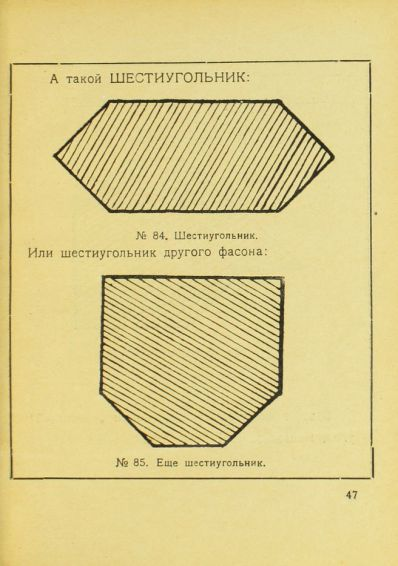 А такой ШЕСТИУГОЛЬНИК:
№ 84. Шестиугольник.
Или шестиугольник другого фасона:
№ 85. Еще шестиугольник.
47